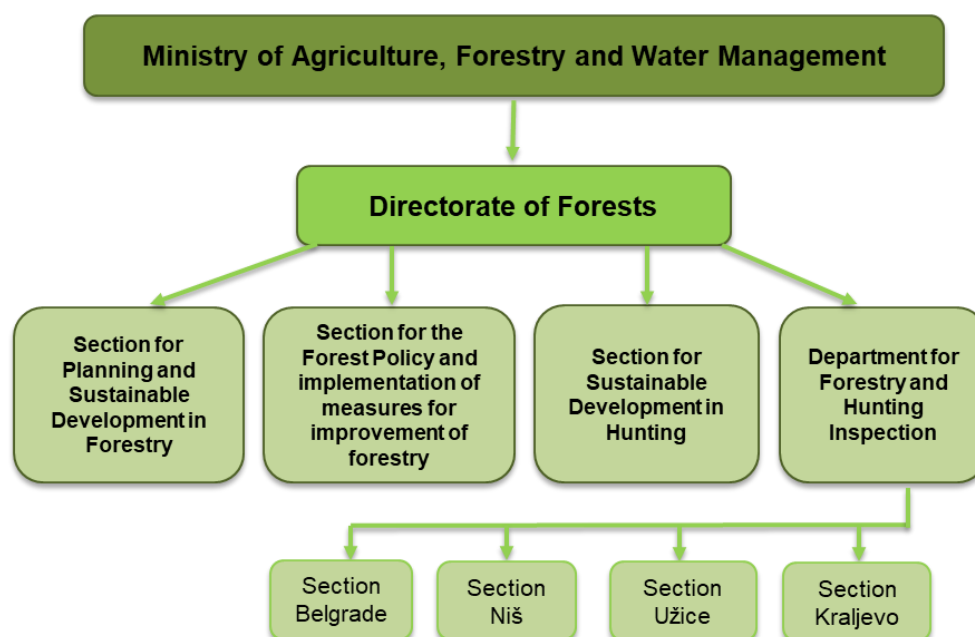 Ministry of Agriculture, Forestry and Water Management
Directorate of Forests
Section for
Planning and
Sustainable
Development in
Forestry
Section for the
Forest Policy and
implementation of
measures for
improvement of
forestry
Section for
Sustainable
Development in
Hunting
Department for
Forestry and
Hunting
Inspection
Section
Belgrade
Section
Niš
Section
Užice
Section
Kraljevo